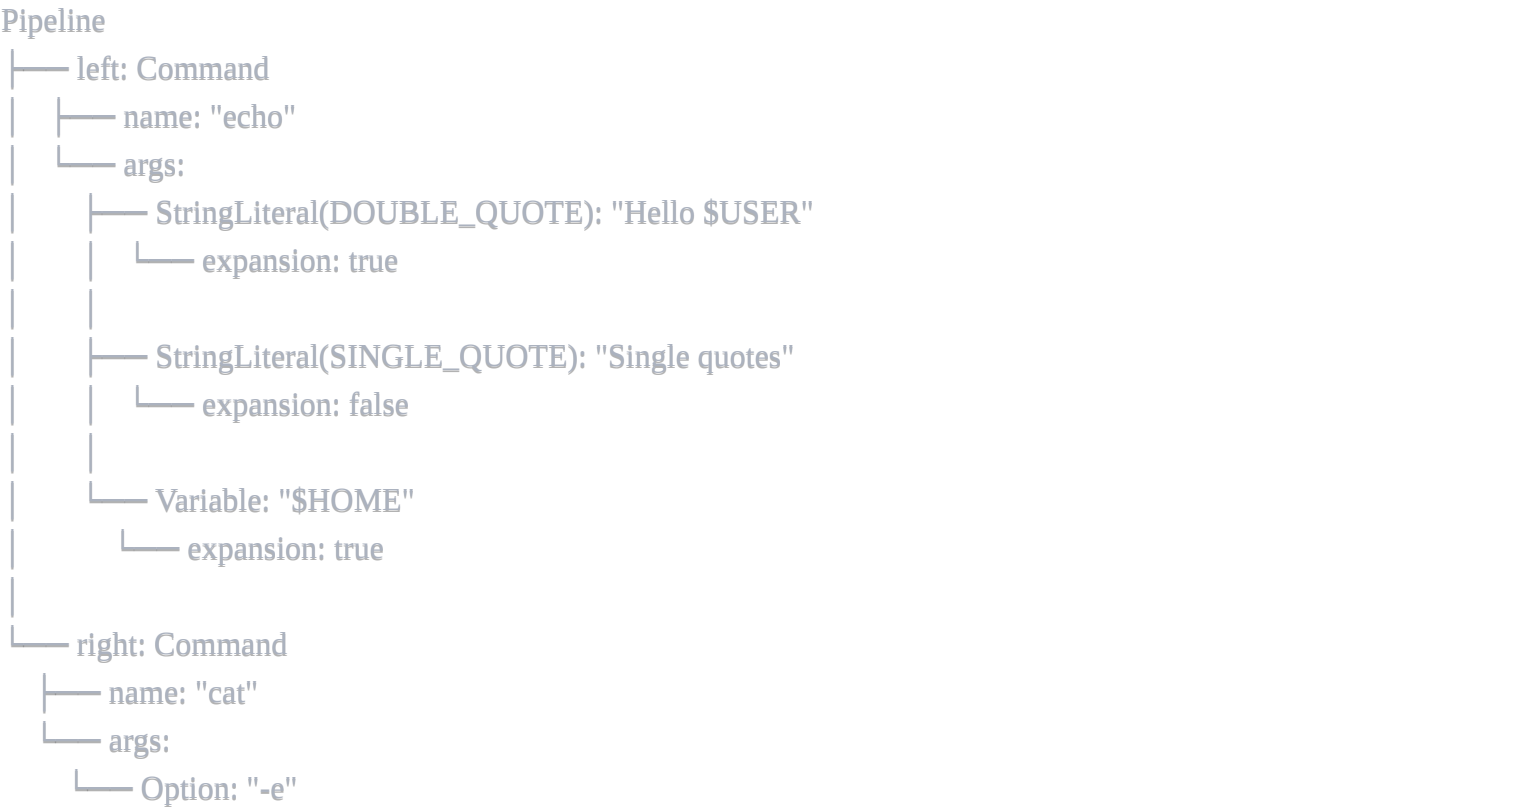 Pipeline
├── left: Command
│   ├── name: "echo"
│   └── args:
│       ├── StringLiteral(DOUBLE_QUOTE): "Hello $USER"
│       │   └── expansion: true
│       │
│       ├── StringLiteral(SINGLE_QUOTE): "Single quotes"
│       │   └── expansion: false
│       │
│       └── Variable: "$HOME"
│           └── expansion: true
│
└── right: Command
    ├── name: "cat"
    └── args:
        └── Option: "-e"